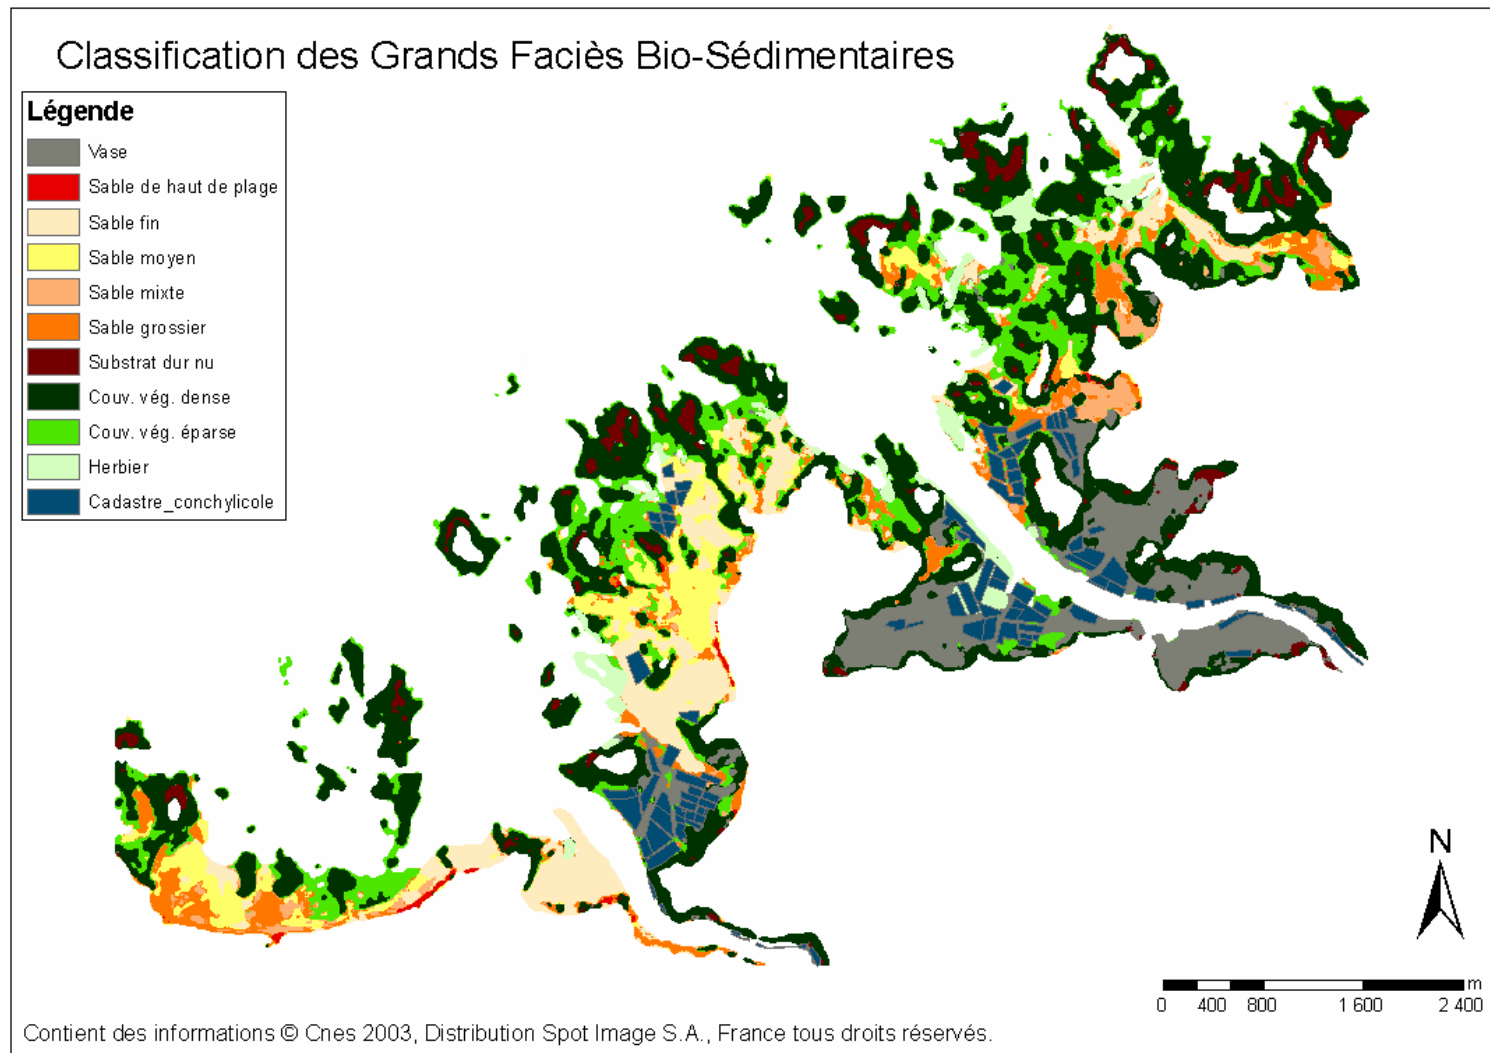 Classification des Grands Faciès Bio-Sédimentaires
Légende
Vase
Sable de haut de plage
Sable fin
Sable moyen
Sable mixte
Sable grossier
Substrat dur nu
Couv. vég. dense
Couv. vég. éparse
Herbier
Cadastre_conchylicole
N
m
0 400 800 1 600 2 400
Contient des informations © Cnes 2003, Distribution Spot Image S.A., France tous droits réservés.